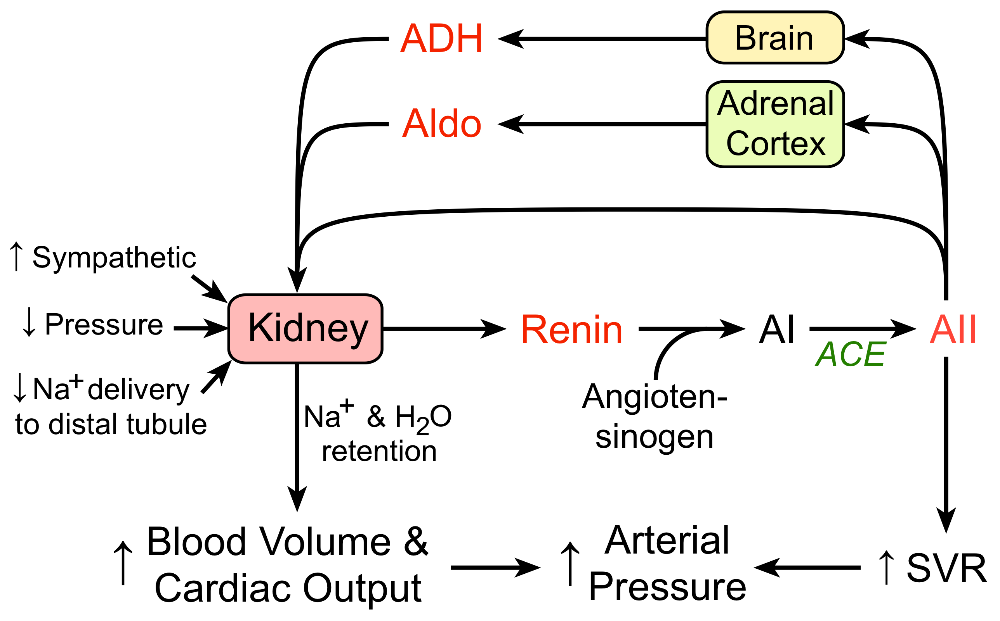 ADH
Brain
Aldo
Adrenal
Cortex
↑ Sympathetic
↓ Pressure
↓ Na⁺ delivery
to distal tubule
Kidney
Renin
AI
ACE
AII
Angioten-
sinogen
Na⁺ & H₂O
retention
↑ Blood Volume &
Cardiac Output
↑ Arterial
Pressure
↑ SVR